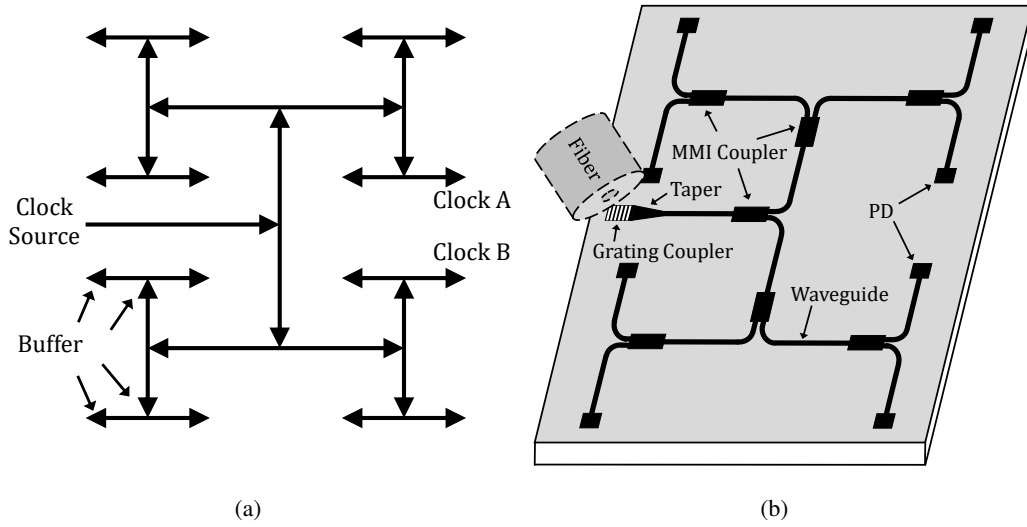 Clock A
Clock
Source
Clock B
Buffer
(a)
Fiber
MMI Coupler
Taper
PD
Grating Coupler
Waveguide
(b)